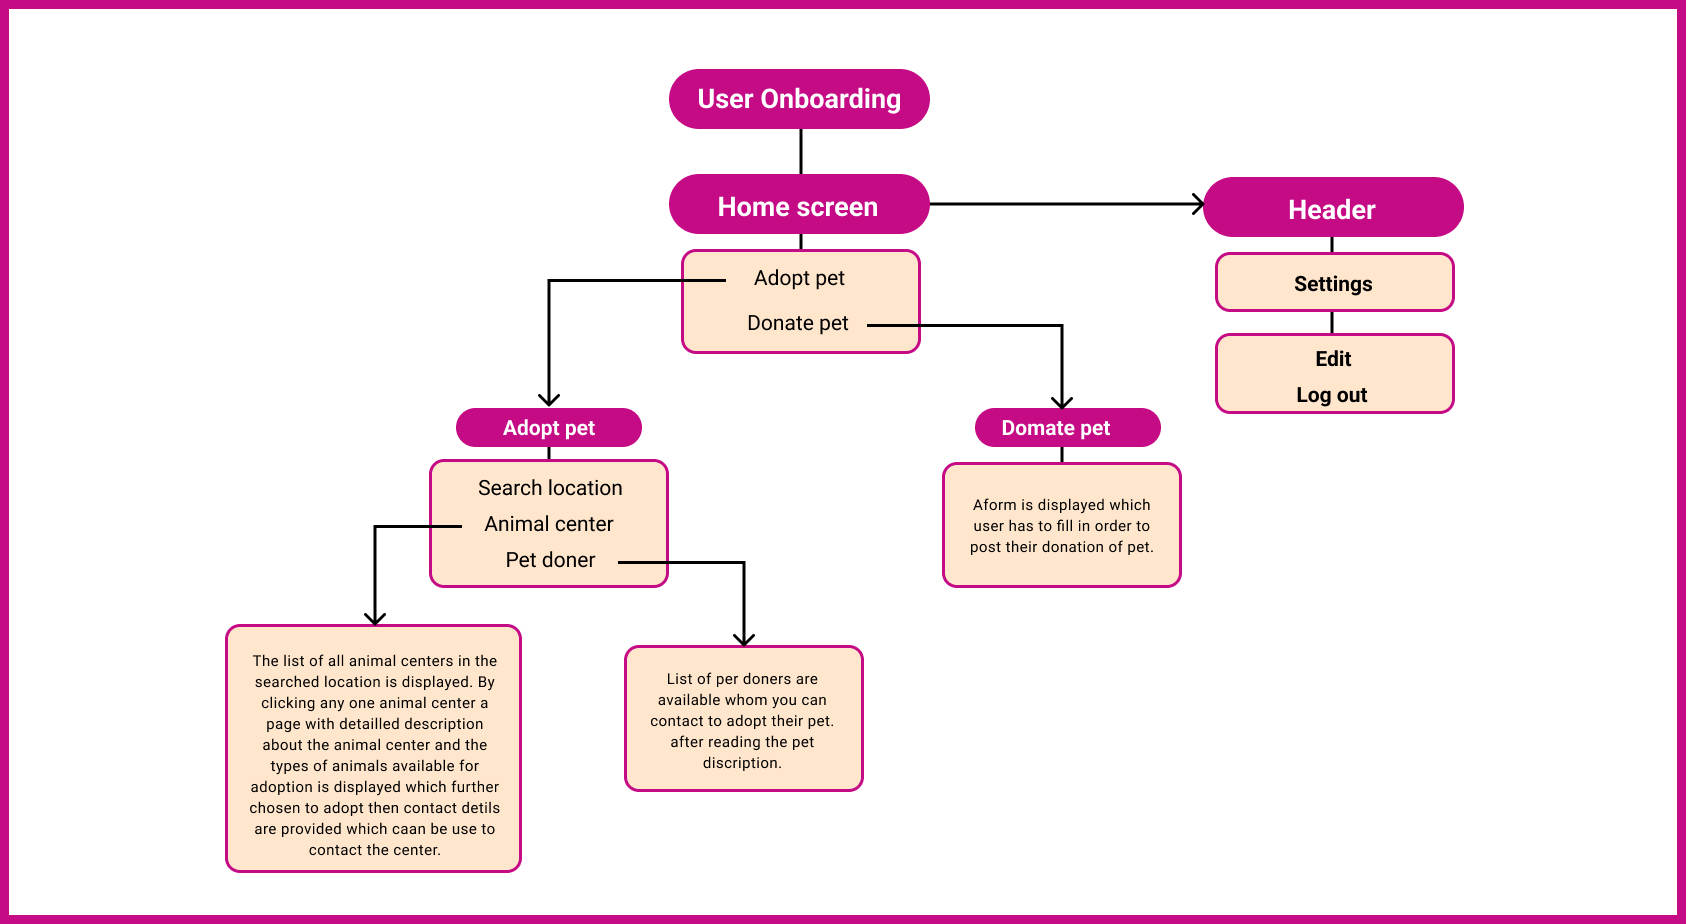 User Onboarding
Home screen
Header
Adopt pet
Donate pet
Settings
Edit
Log out
Adopt pet
Domate pet
Search location
Animal center
Pet doner
Aform is displayed which
user has to fill in order to
post their donation of pet.
The list of all animal centers in the
searched location is displayed. By
clicking any one animal center a
page with detailled description
about the animal center and the
types of animals available for
adoption is displayed which further
chosen to adopt then contact detils
are provided which caan be use to
contact the center.
List of per doners are
available whom you can
contact to adopt their pet.
after reading the pet
discription.